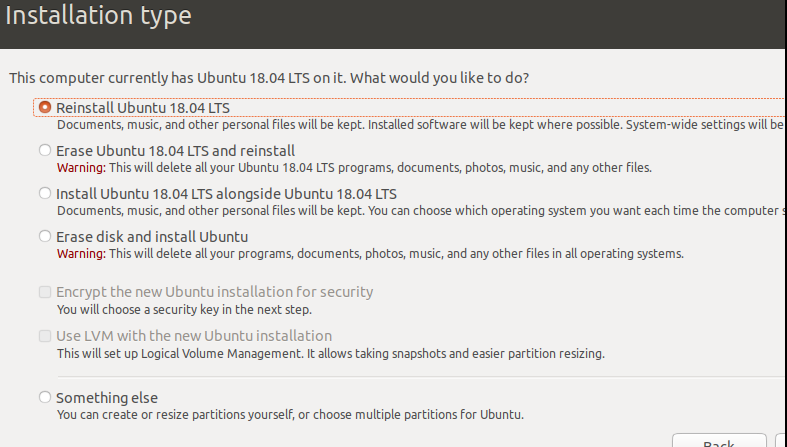 Installation type
This computer currently has Ubuntu 18.04 LTS on it. What would you like to do?
Reinstall Ubuntu 18.04 LTS
Documents, music, and other personal files will be kept. Installed software will be kept where possible. System-wide settings will be
Erase Ubuntu 18.04 LTS and reinstall
Warning: This will delete all your Ubuntu 18.04 LTS programs, documents, photos, music, and any other files.
Install Ubuntu 18.04 LTS alongside Ubuntu 18.04 LTS
Documents, music, and other personal files will be kept. You can choose which operating system you want each time the computer s
Erase disk and install Ubuntu
Warning: This will delete all your programs, documents, photos, music, and any other files in all operating systems.
Encrypt the new Ubuntu installation for security
You will choose a security key in the next step.
Use LVM with the new Ubuntu installation
This will set up Logical Volume Management. It allows taking snapshots and easier partition resizing.
Something else
You can create or resize partitions yourself, or choose multiple partitions for Ubuntu.
Back